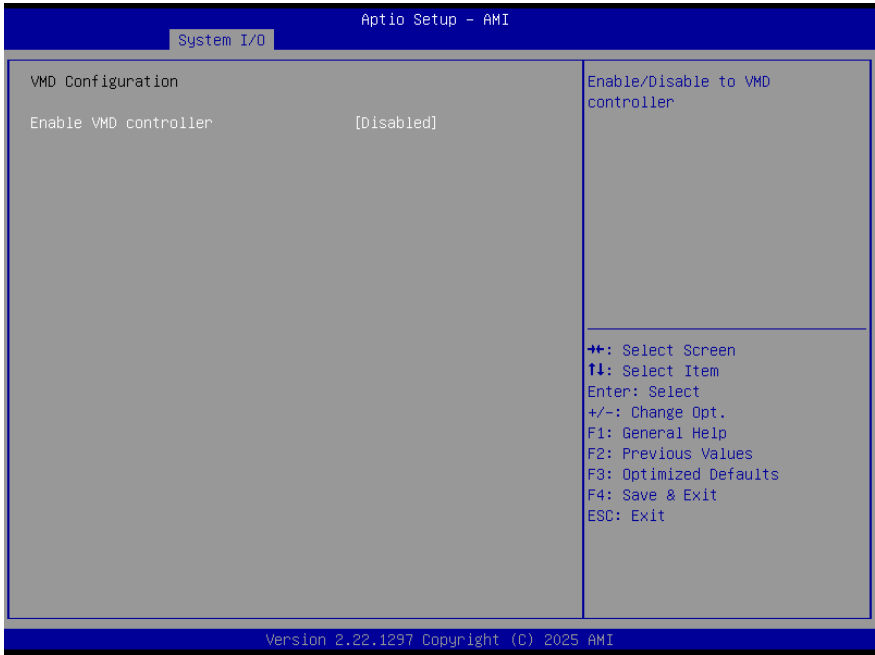 Aptio Setup – AMI
System I/O
VMD Configuration
Enable VMD controller [Disabled]
Enable/Disable to VMD
controller
→←: Select Screen
↑↓: Select Item
Enter: Select
+/-: Change Opt.
F1: General Help
F2: Previous Values
F3: Optimized Defaults
F4: Save & Exit
ESC: Exit
Version 2.22.1297 Copyright (C) 2025 AMI